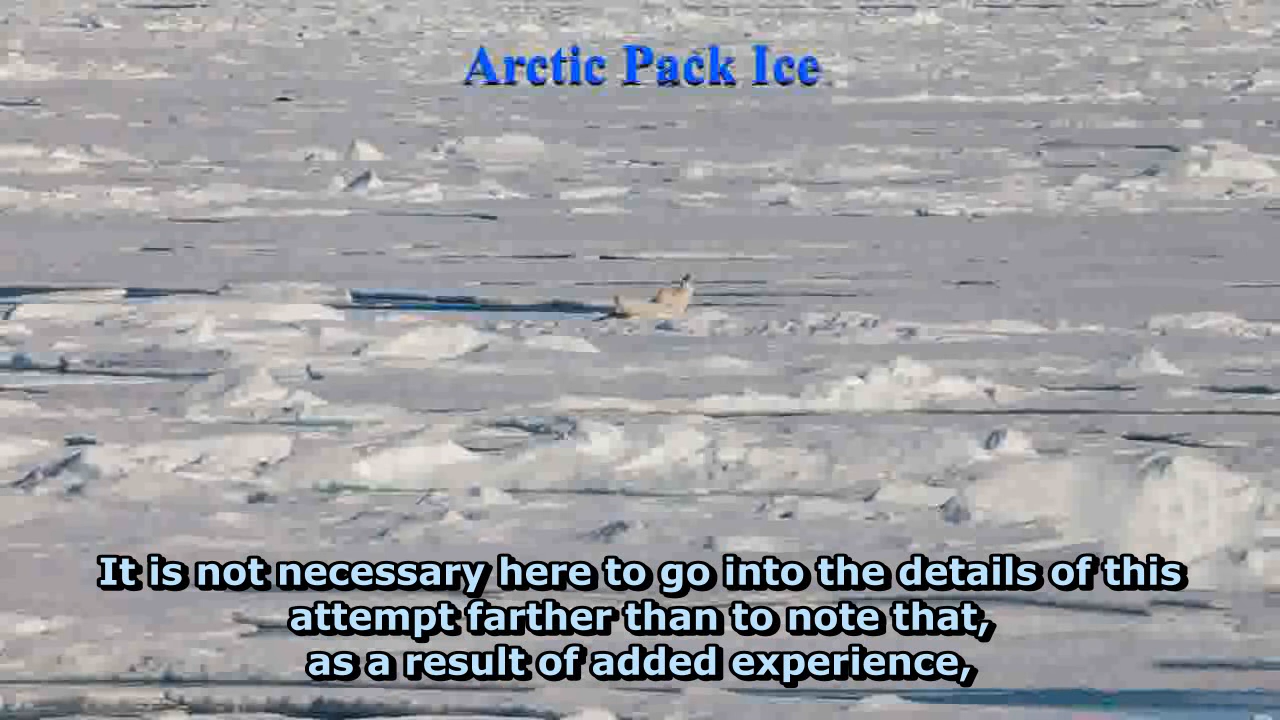 Arctic Pack Ice
It is not necessary here to go into the details of this
attempt farther than to note that,
as a result of added experience,